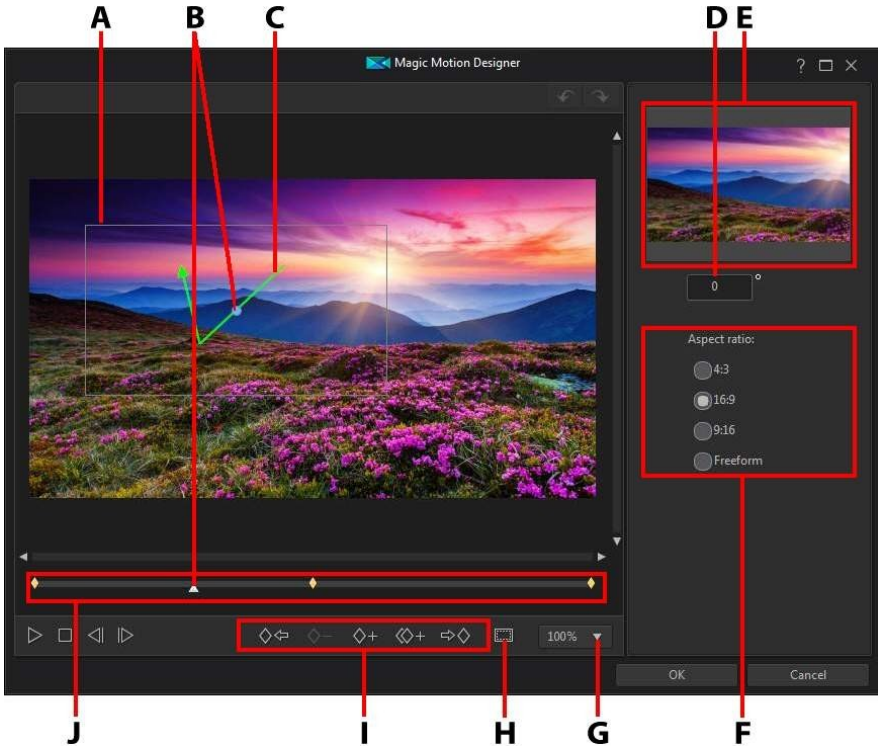 A B C D E
Magic Motion Designer ?
0 °
Aspect ratio:
4:3
16:9
9:16
Freeform
100%
OK Cancel
J I H G F